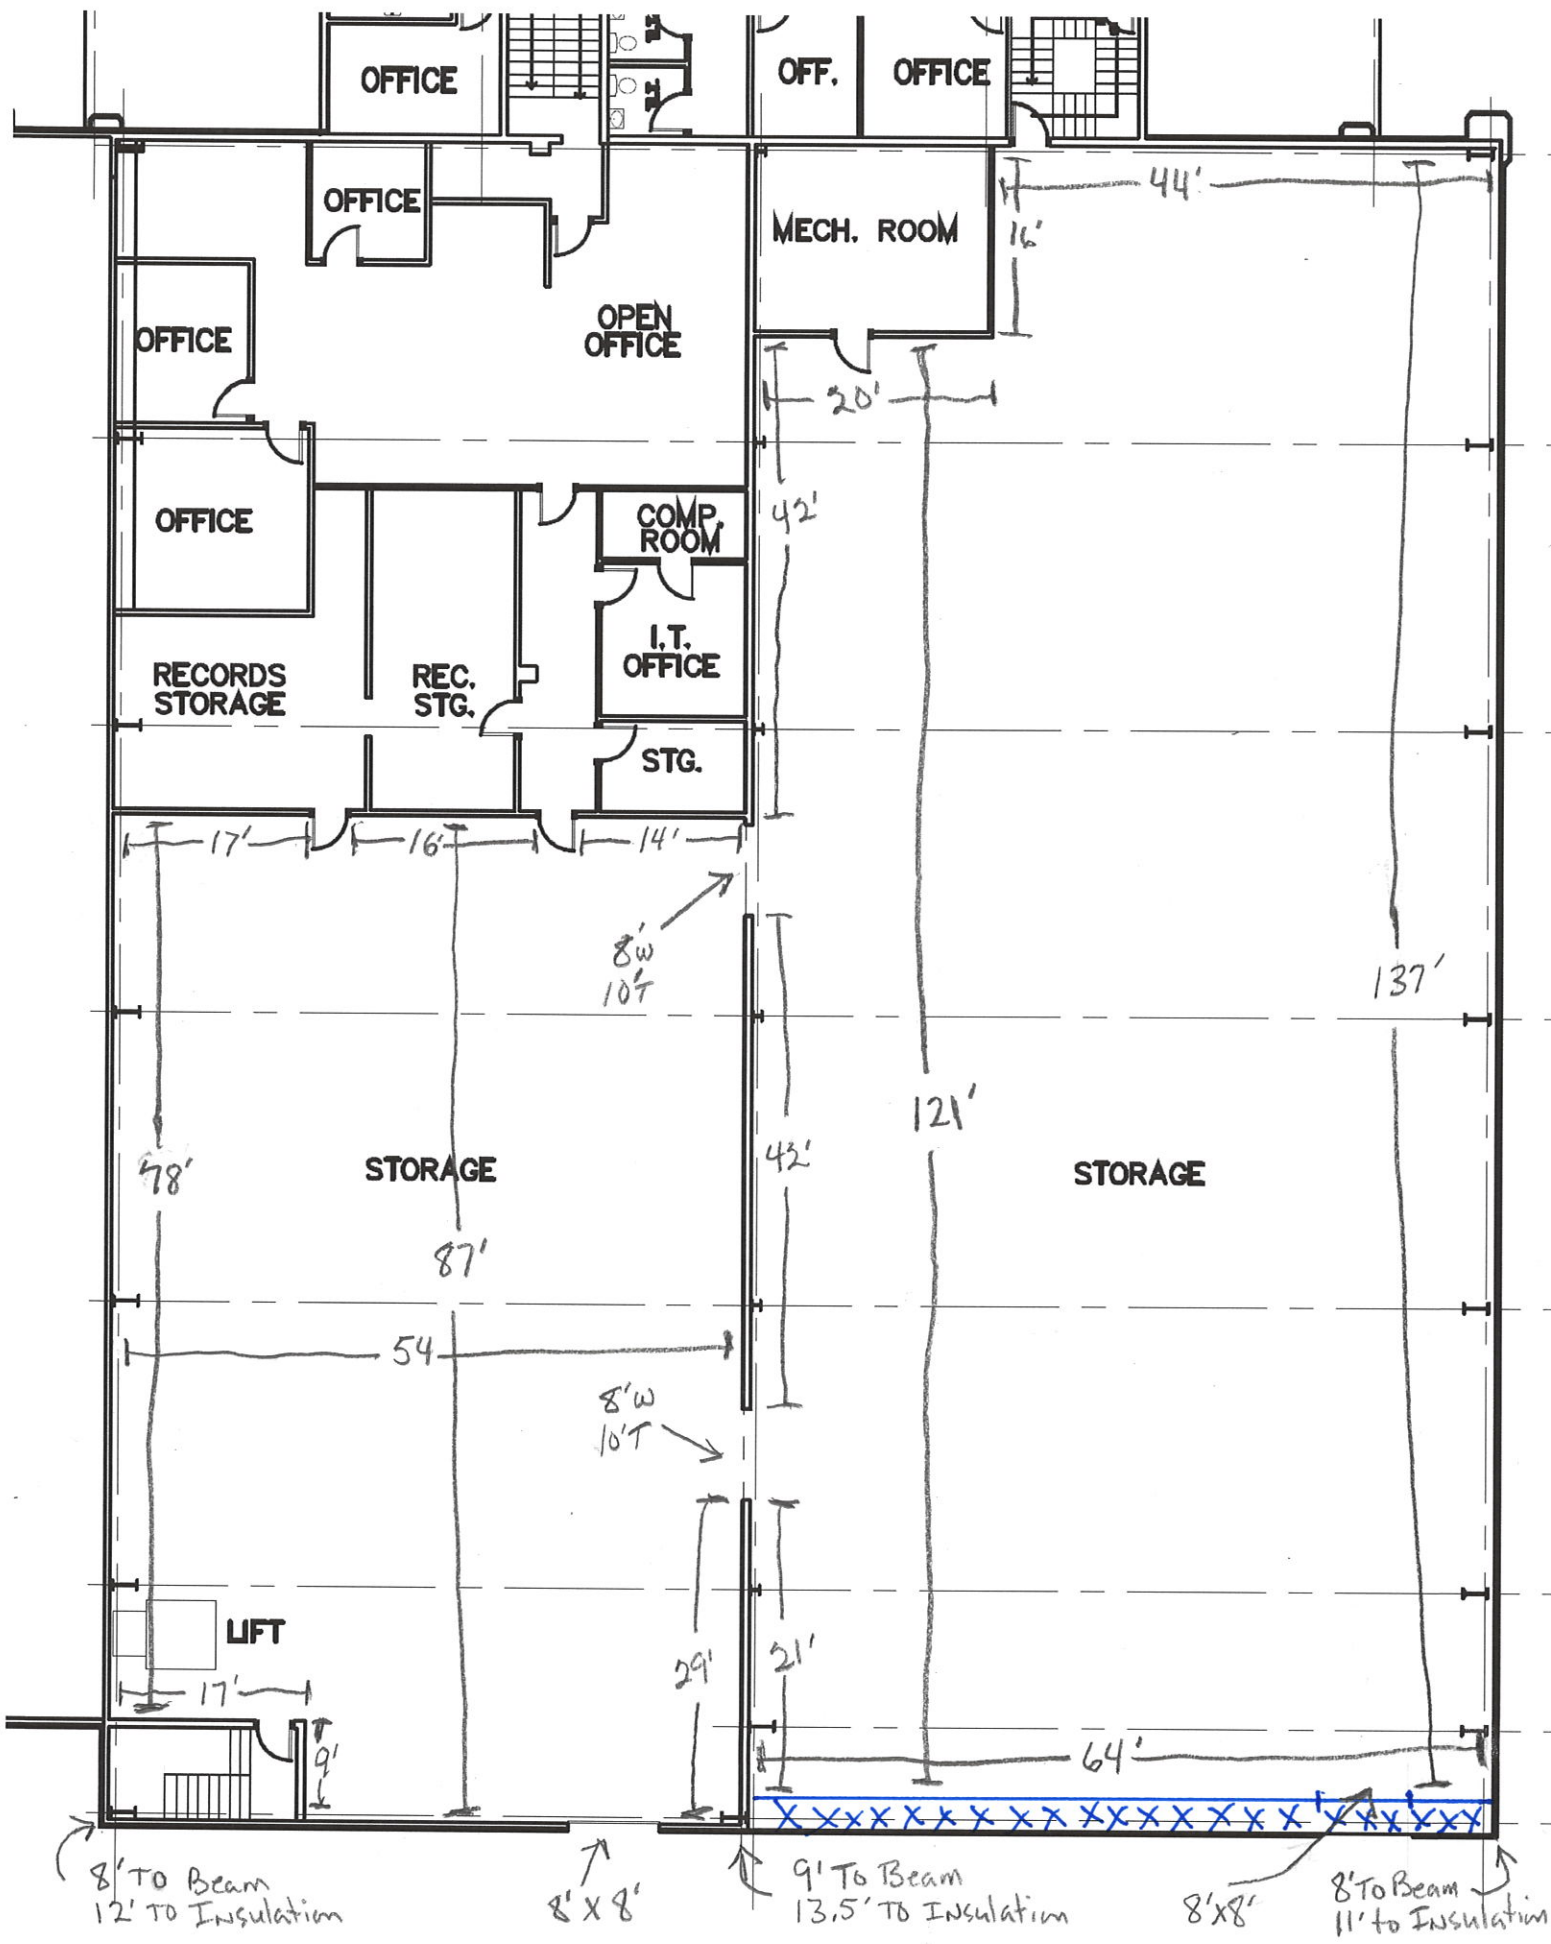 OFFICE
OFF.
OFFICE
44'
OFFICE
MECH. ROOM
16'
OPEN
OFFICE
OFFICE
20'
OFFICE
COMP.
ROOM
42'
I.T.
OFFICE
RECORDS
STORAGE
REC.
STG.
STG.
17'
16'
14'
8'W
10'T
137'
121'
78'
STORAGE
42'
STORAGE
87'
54
8'W
10'T
LIFT
29'
21'
17'
9'
64'
XXXXXXXXXXXXXXXXXXXXXX
8' TO Beam
12' TO INSulation
8' X 8'
9' To Beam
13.5' TO INSulation
8'x8'
8' To Beam
11' to INSulation